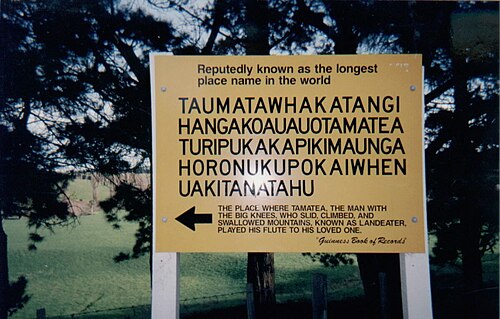 Reputedly known as the longest
place name in the world
TAUMATAWHAKATANGI
HANGAKOAUAUOTAMATEA
TURIPUKAKAPIKIMAUNGA
HORONUKUPOKAIWHEN
UAKITANATAHU
THE PLACE WHERE TAMATEA, THE MAN WITH
THE BIG KNEES, WHO SLID, CLIMBED, AND
SWALLOWED MOUNTAINS, KNOWN AS LANDEATER,
PLAYED HIS FLUTE TO HIS LOVED ONE.
"Guinness Book of Records"